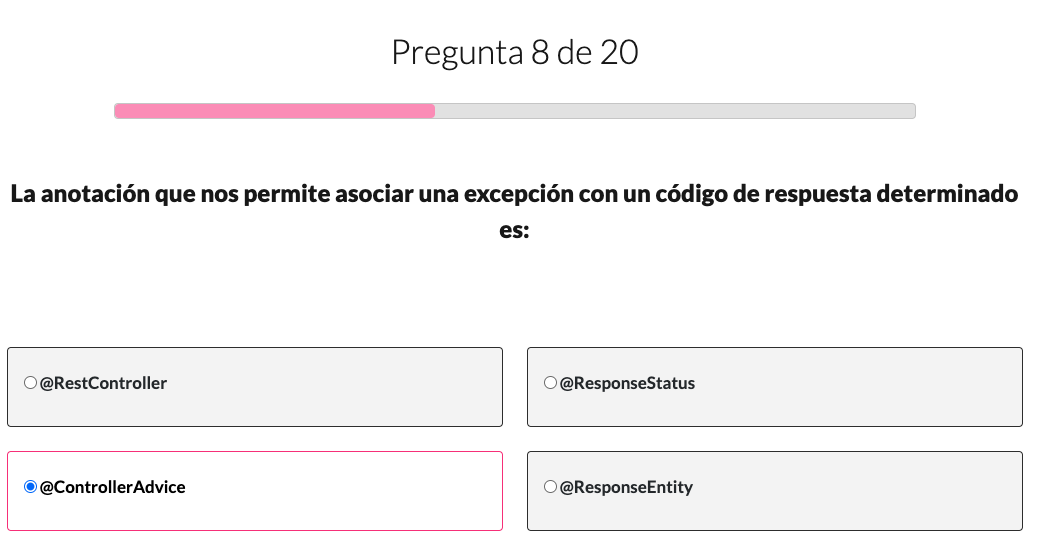 Pregunta 8 de 20
La anotación que nos permite asociar una excepción con un código de respuesta determinado
es:
@RestController
@ResponseStatus
@ControllerAdvice
@ResponseEntity